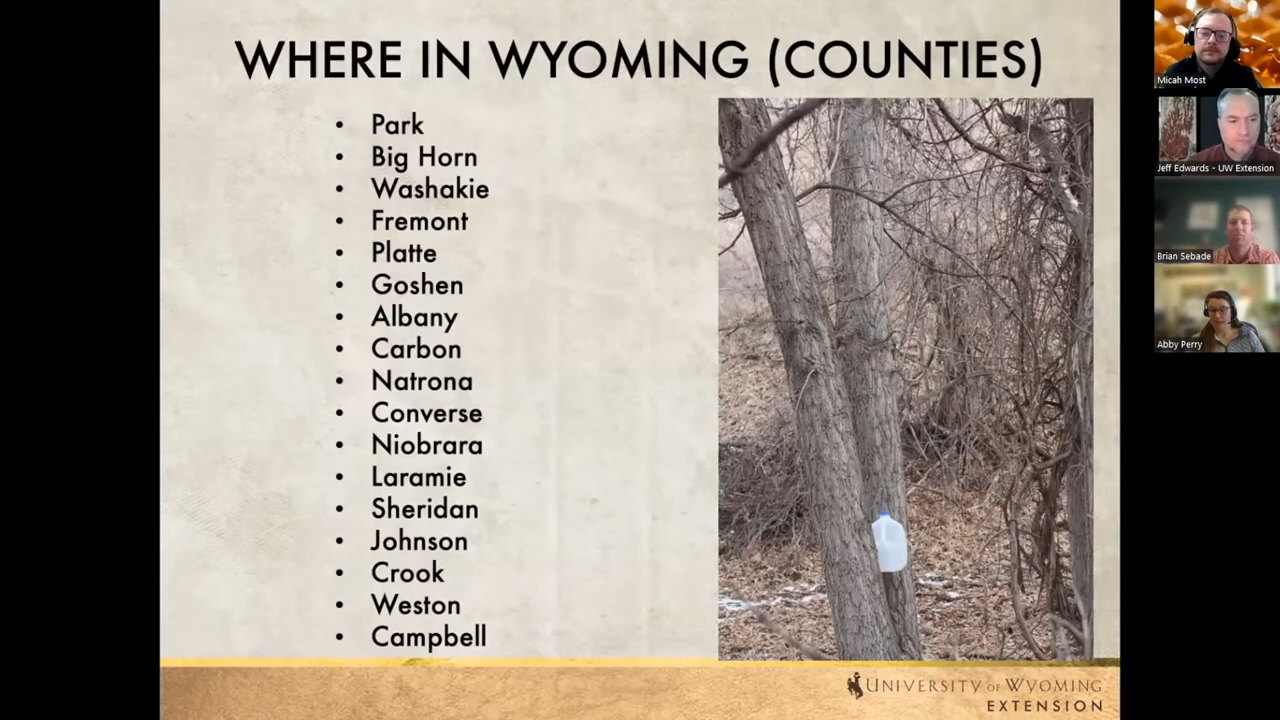 WHERE IN WYOMING (COUNTIES)
• Park
• Big Horn
• Washakie
• Fremont
• Platte
• Goshen
• Albany
• Carbon
• Natrona
• Converse
• Niobrara
• Laramie
• Sheridan
• Johnson
• Crook
• Weston
• Campbell
UNIVERSITY OF WYOMING
EXTENSION
Micah Most
Jeff Edwards - UW Extension
Brian Sebade
Abby Perry